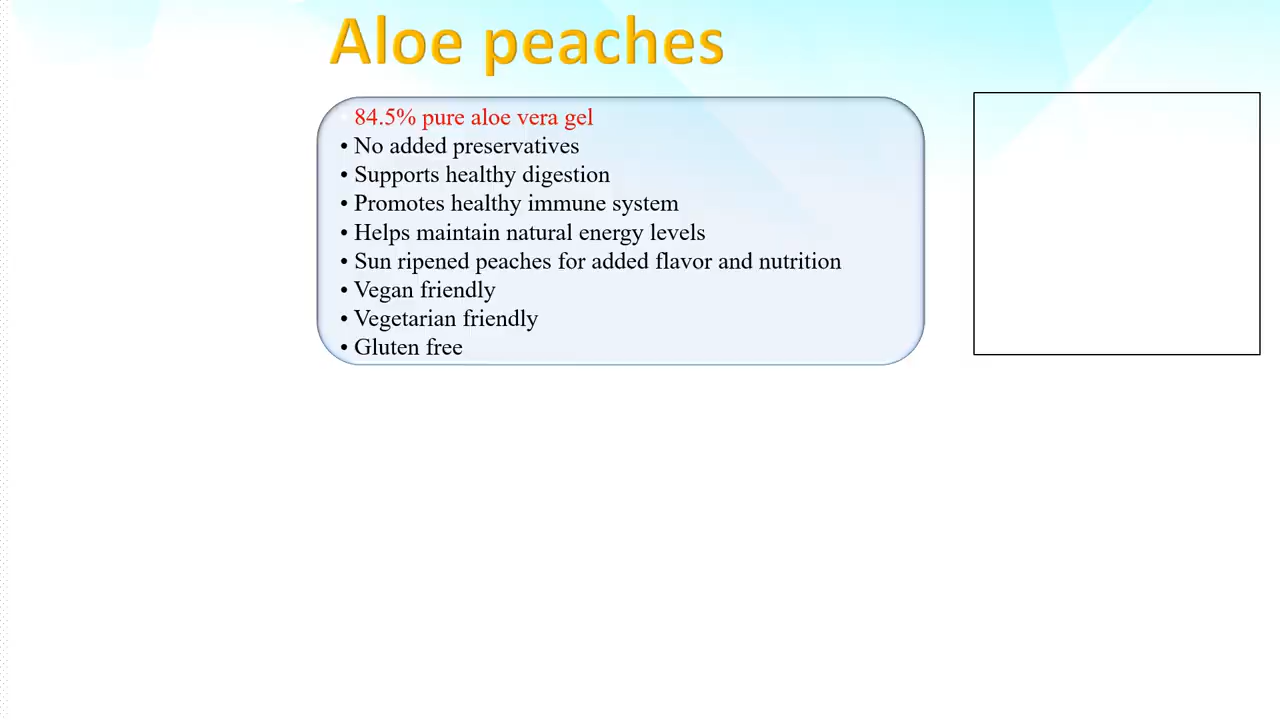 Aloe peaches
84.5% pure aloe vera gel
• No added preservatives
• Supports healthy digestion
• Promotes healthy immune system
• Helps maintain natural energy levels
• Sun ripened peaches for added flavor and nutrition
• Vegan friendly
• Vegetarian friendly
• Gluten free